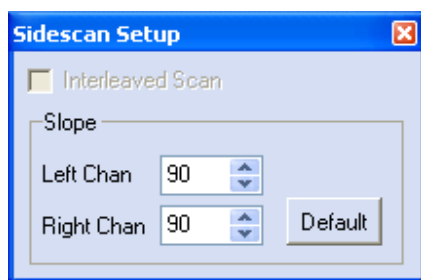 Sidescan Setup
Interleaved Scan
Slope
Left Chan 90
Right Chan 90 Default